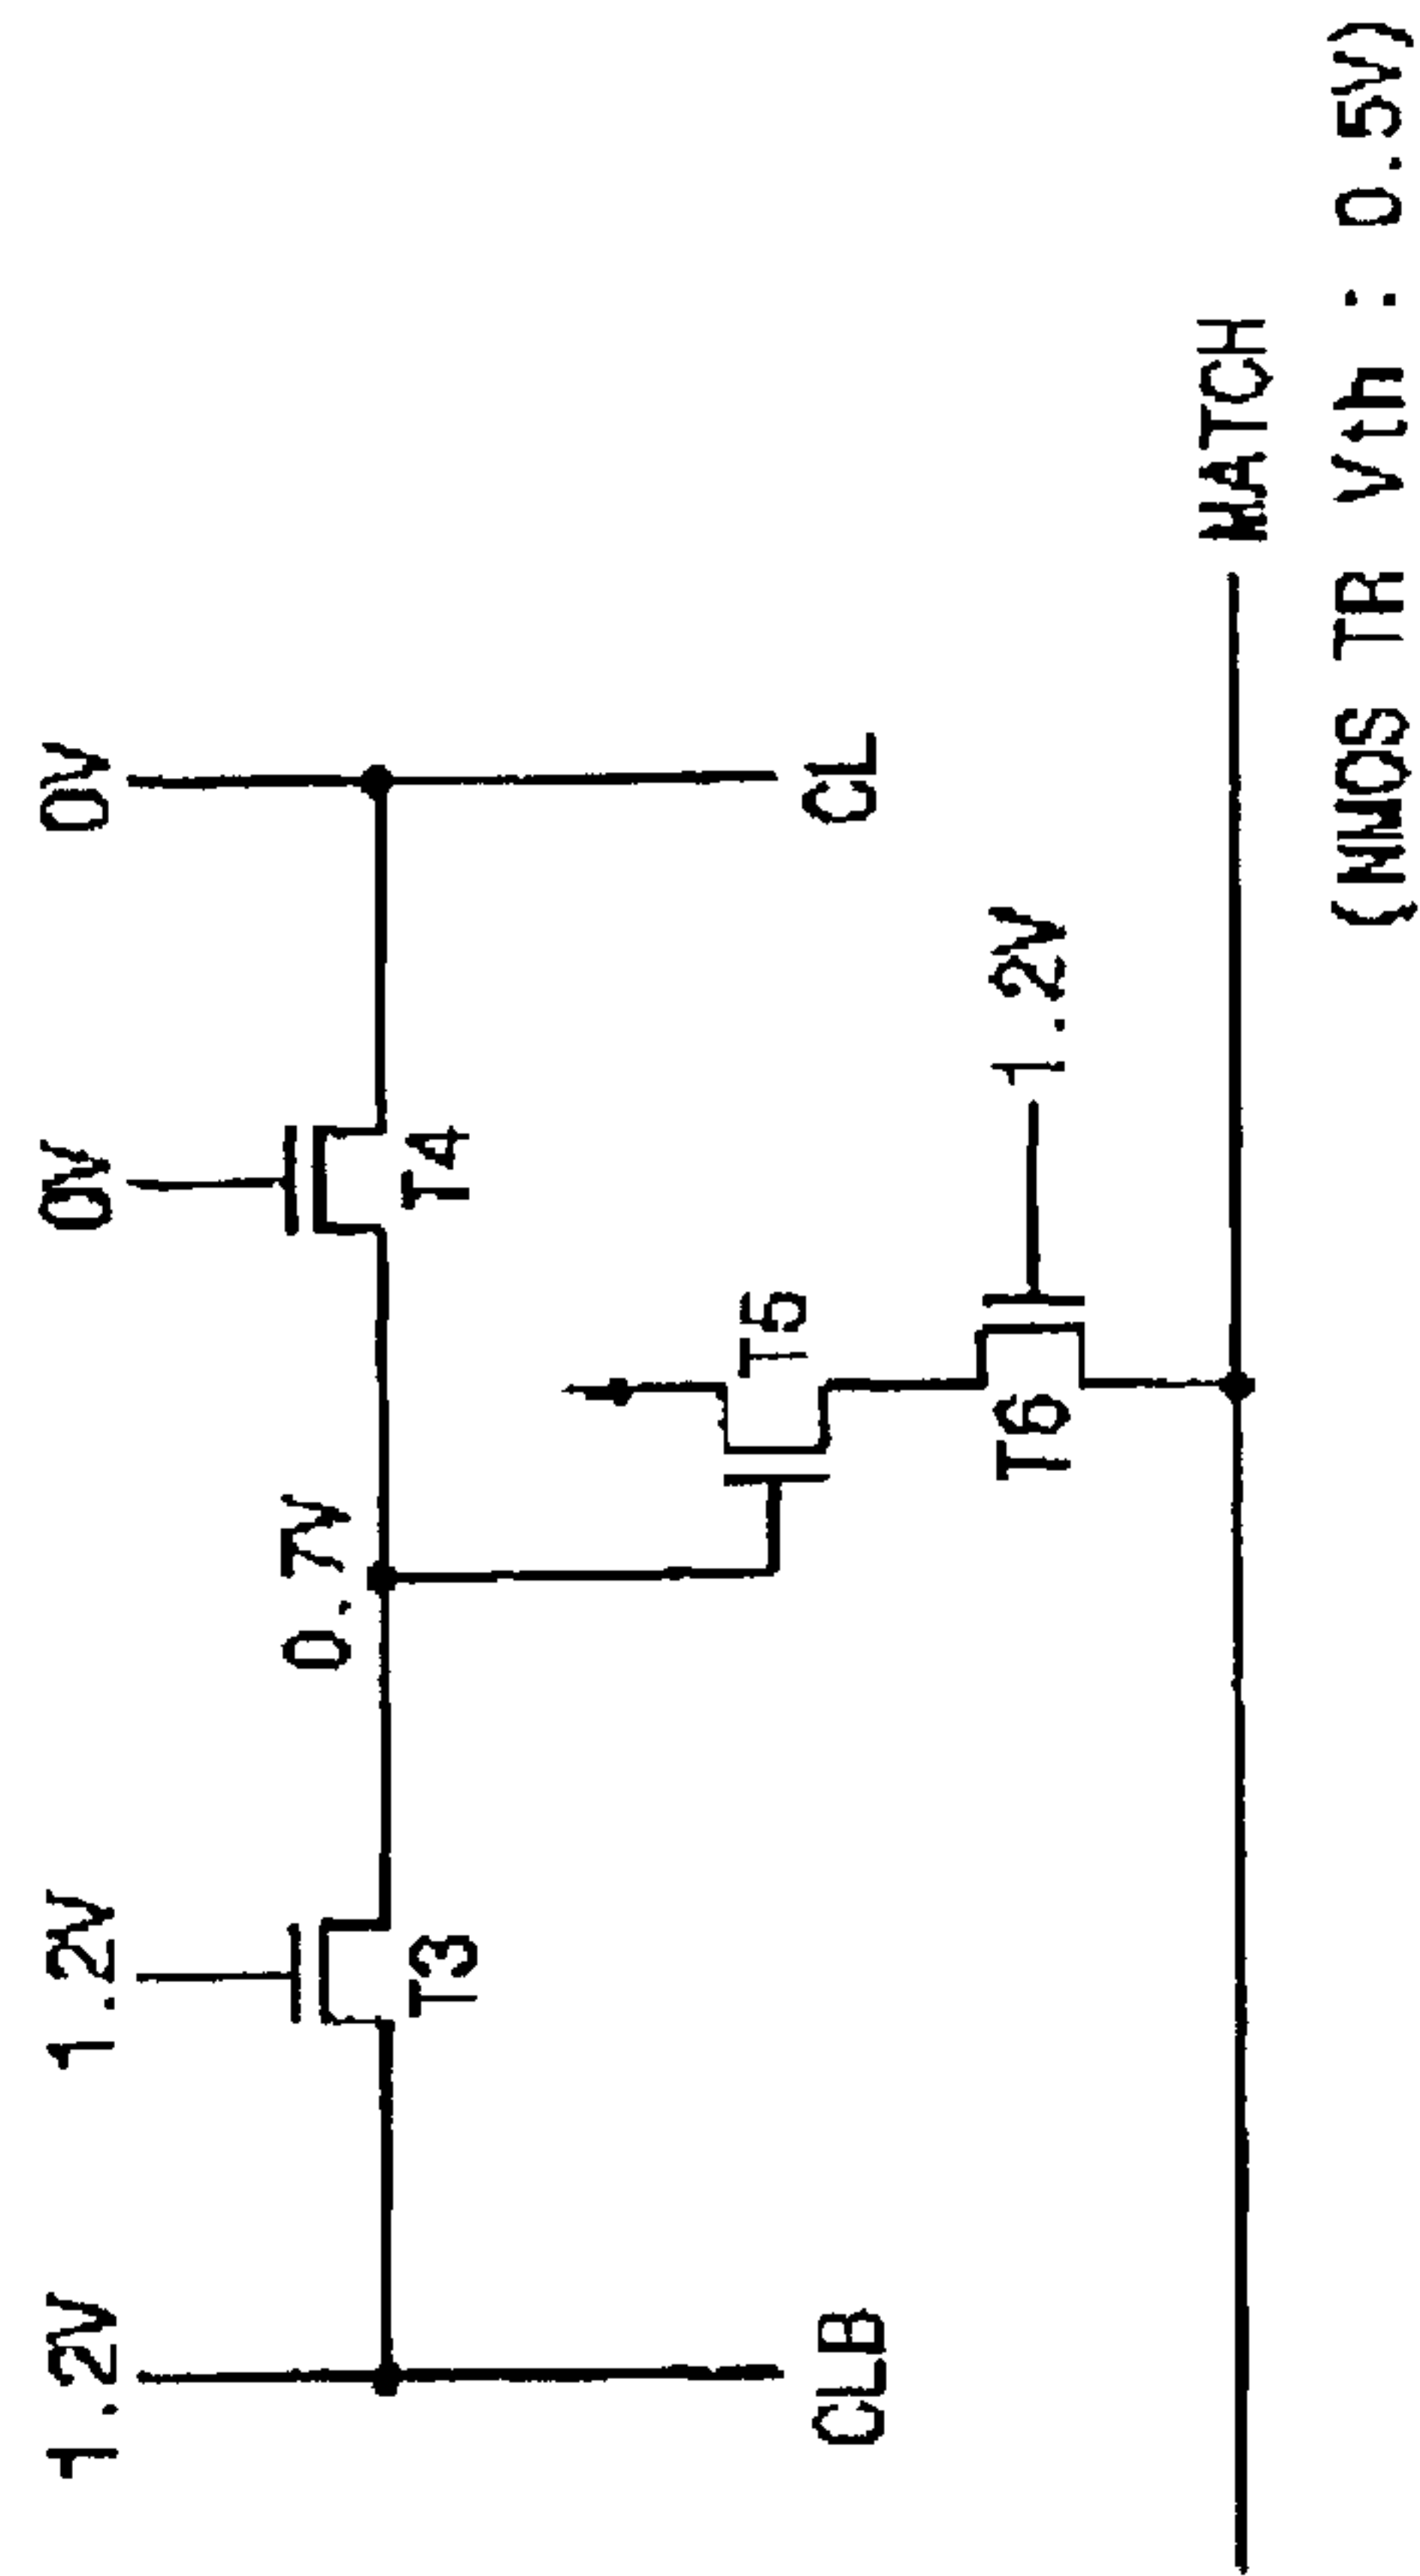 1.2V
1.2V
0V
0V
T3
0.7V
T4
CLB
T5
CL
T6
1.2V
MATCH
(NMOS TR Vth : 0.5V)